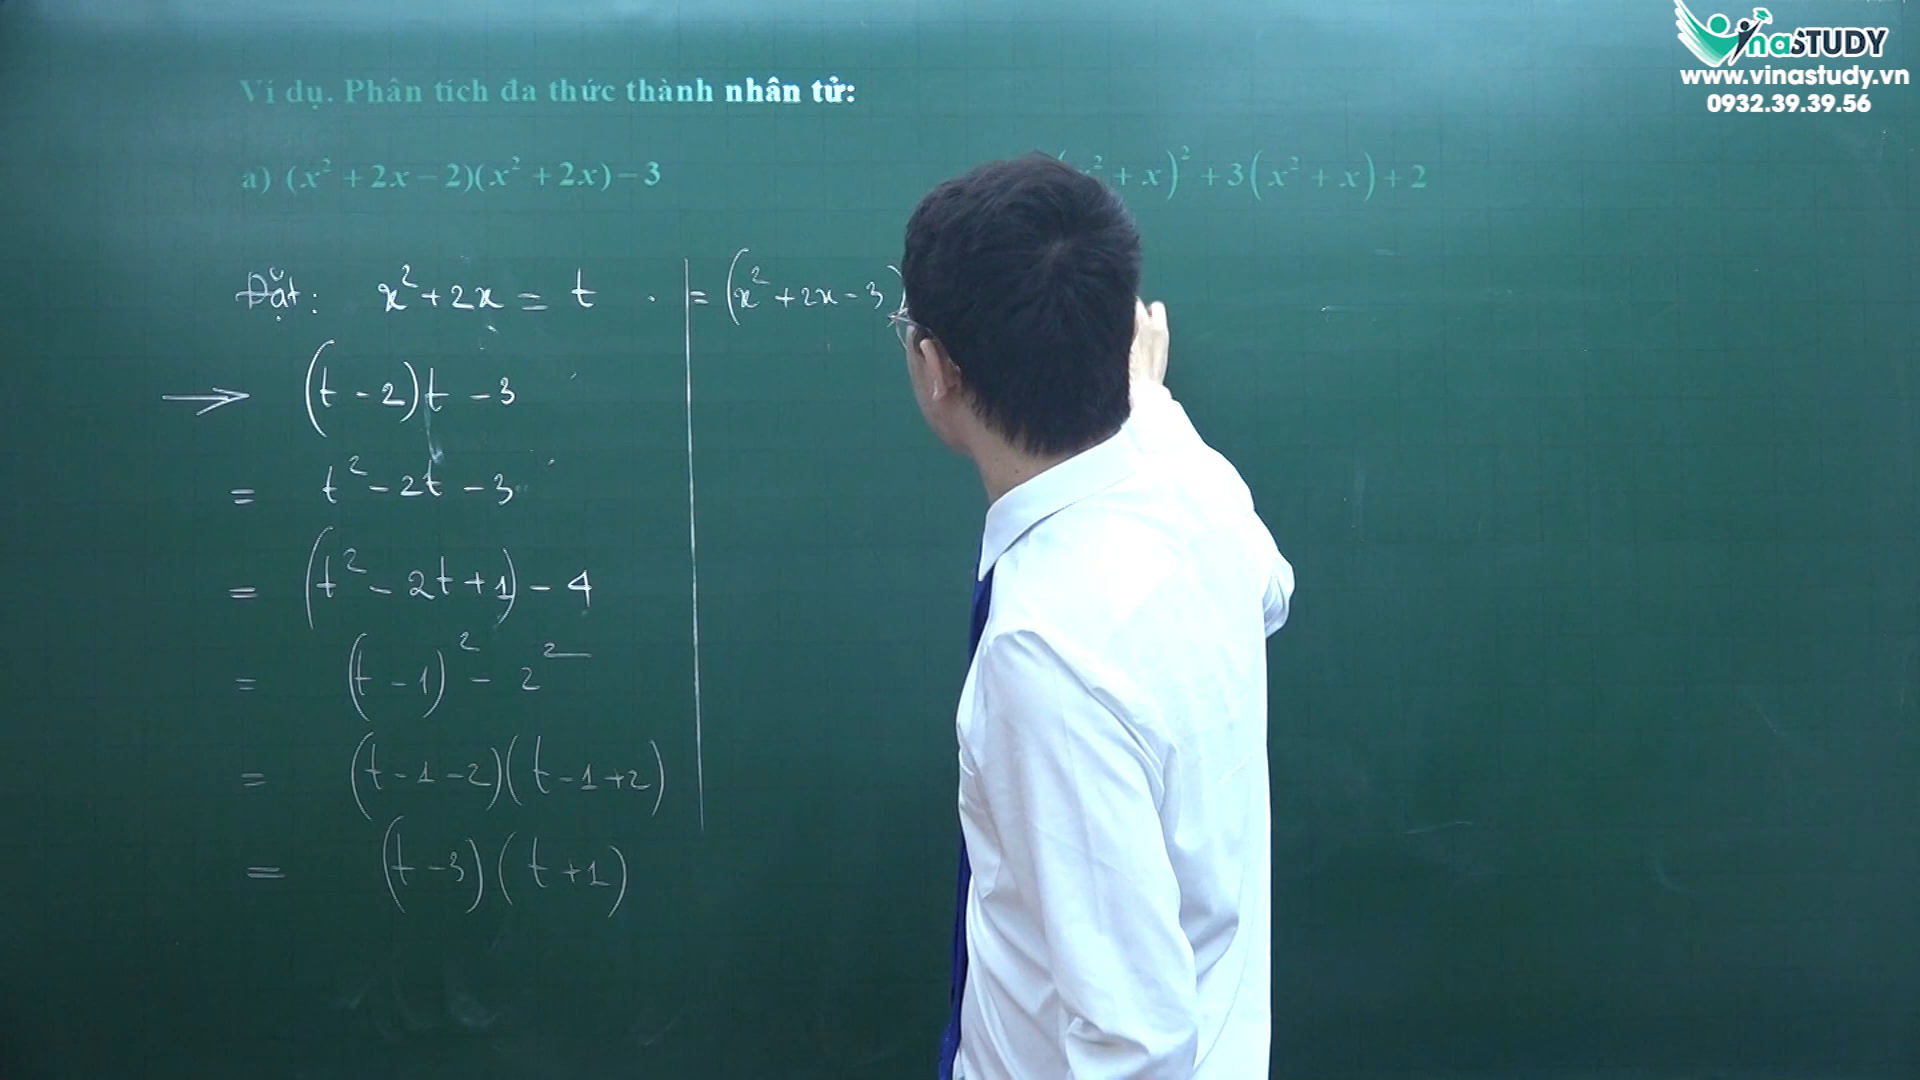 VinaSTUDY
www.vinastudy.vn
0932.39.39.56
Ví dụ. Phân tích đa thức thành nhân tử:
a) (x² + 2x − 2)(x² + 2x) − 3
x² + x)² + 3(x² + x) + 2
Đặt: x² + 2x = t .
→ (t − 2)t − 3
= t² − 2t − 3
= (t² − 2t + 1) − 4
= (t − 1)² − 2²
= (t − 1 − 2)(t − 1 + 2)
= (t − 3)(t + 1)
= (x² + 2x − 3)